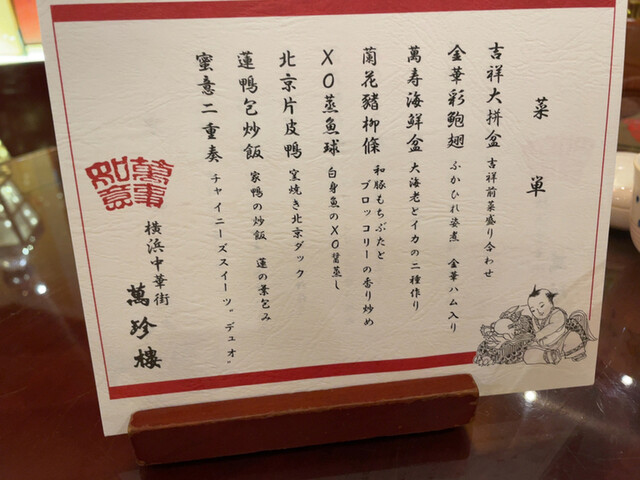 菜単
吉祥大拼盆 吉祥前菜盛り合わせ
金華彩鮑翅 ふかひれ姿煮 金華ハム入り
萬寿海鮮盆 大海老とイカの二種作り
蘭花豬柳條 和豚もちぶたと
ブロッコリーの香り炒め
XO蒸魚球 白身魚のXO醤蒸し
北京片皮鴨 窯焼き北京ダック
蓮鴨包炒飯 家鴨の炒飯 蓮の葉包み
蜜意二重奏 チャイニーズスイーツ"デュオ"
萬事如意
横浜中華街
萬珍樓